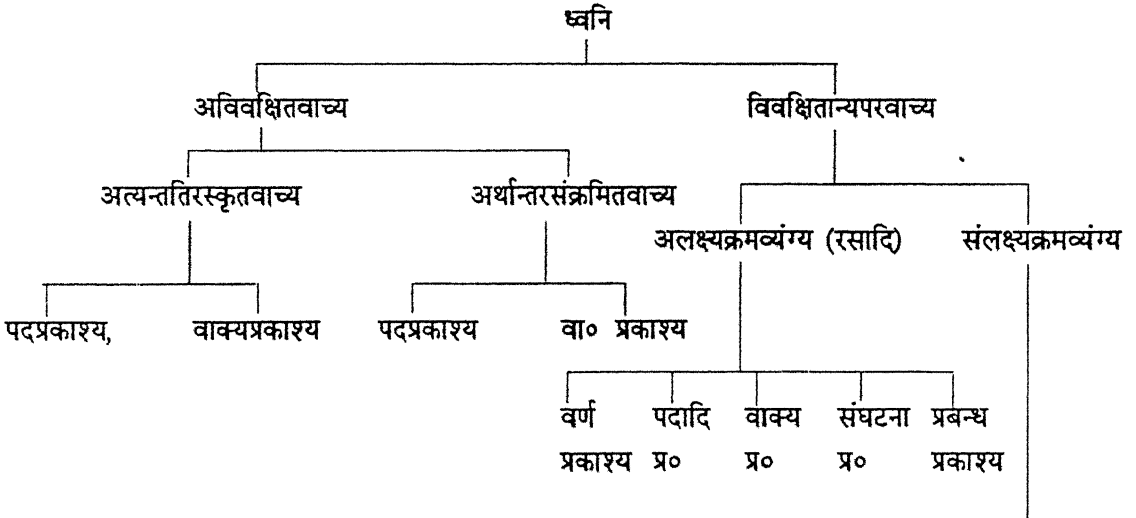 ध्वनि
अविवक्षितवाच्य विवक्षितान्यपरवाच्य
अत्यन्ततिरस्कृतवाच्य अर्थान्तरसंक्रमितवाच्य
अलक्ष्यक्रमव्यंग्य (रसादि) संलक्ष्यक्रमव्यंग्य
पदप्रकाश्य, वाक्यप्रकाश्य पदप्रकाश्य वा० प्रकाश्य
वर्ण पदादि वाक्य संघटना प्रबन्ध
प्रकाश्य प्र० प्र० प्र० प्रकाश्य